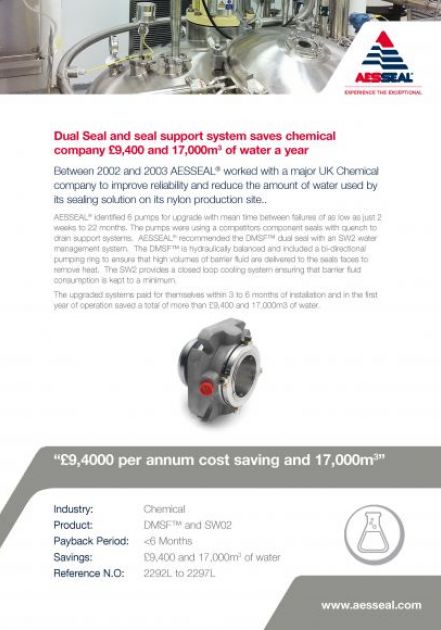 AESSEAL®
EXPERIENCE THE EXCEPTIONAL
Dual Seal and seal support system saves chemical
company £9,400 and 17,000m³ of water a year
Between 2002 and 2003 AESSEAL® worked with a major UK Chemical
company to improve reliability and reduce the amount of water used by
its sealing solution on its nylon production site..
AESSEAL® identified 6 pumps for upgrade with mean time between failures of as low as just 2
weeks to 22 months. The pumps were using a competitors component seals with quench to
drain support systems.  AESSEAL® recommended the DMSF™ dual seal with an SW2 water
management system.  The DMSF™ is hydraulically balanced and included a bi-directional
pumping ring to ensure that high volumes of barrier fluid are delivered to the seals faces to
remove heat.  The SW2 provides a closed loop cooling system ensuring that barrier fluid
consumption is kept to a minimum.
The upgraded systems paid for themselves within 3 to 6 months of installation and in the first
year of operation saved a total of more than £9,400 and 17,000m3 of water.
“£9,4000 per annum cost saving and 17,000m³”
Industry: Chemical
Product: DMSF™ and SW02
Payback Period: <6 Months
Savings: £9,400 and 17,000m³ of water
Reference N.O: 2292L to 2297L
www.aesseal.com